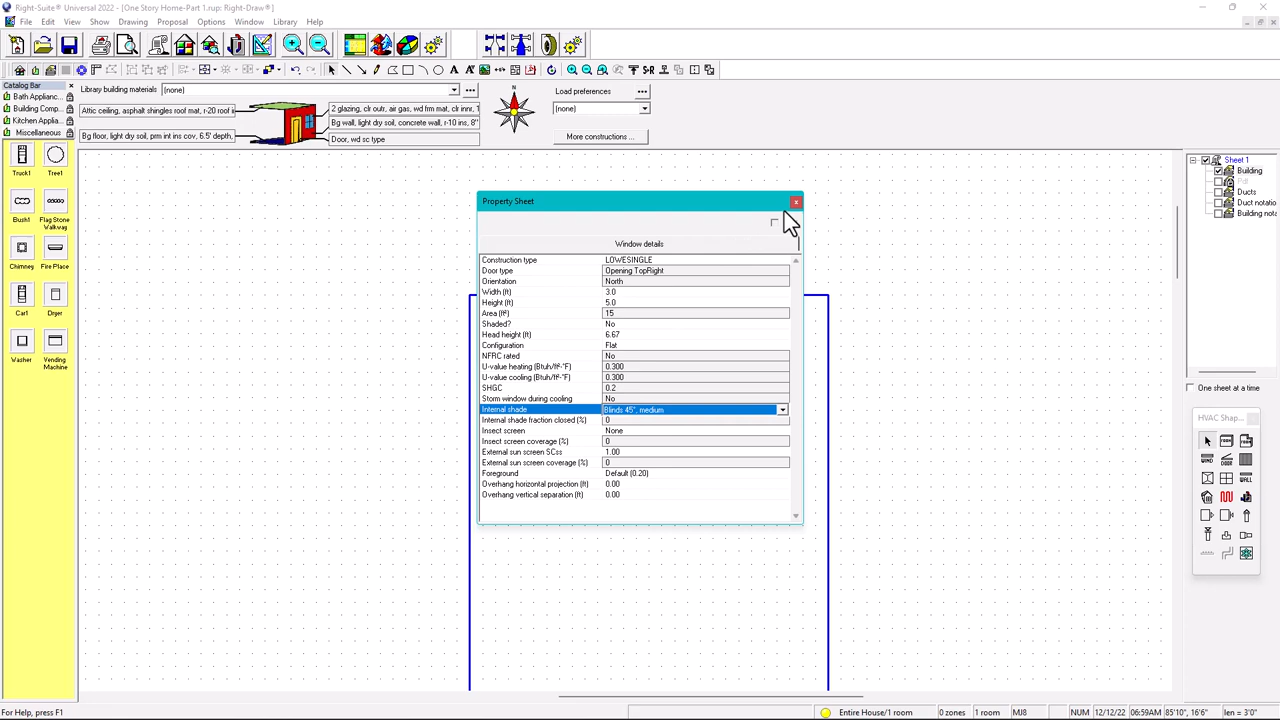 Right-Suite® Universal 2022 - [One Story Home-Part 1.rup: Right-Draw®]
File Edit View Show Drawing Proposal Options Window Library Help
Catalog Bar
Bath Applianc...
Building Comp...
Kitchen Applia...
Miscellaneous
Library building materials (none)
Attic ceiling, asphalt shingles roof mat, r-20 roof i
2 glazing, clr outr, air gas, wd frm mat, clr innr, 1
Bg wall, light dry soil, concrete wall, r-10 ins, 8"
Bg floor, light dry soil, prm int ins cov, 6.5' depth,
Door, wd sc type
N
Load preferences
(none)
More constructions ...
Truck1 Tree1
Bush1 Flag Stone Walkway
Chimney Fire Place
Car1 Dryer
Washer Vending Machine
Property Sheet
Window details
Construction type LOWESINGLE
Door type Opening TopRight
Orientation North
Width (ft) 3.0
Height (ft) 5.0
Area (ft²) 15
Shaded? No
Head height (ft) 6.67
Configuration Flat
NFRC rated No
U-value heating (Btuh/ft²-°F) 0.300
U-value cooling (Btuh/ft²-°F) 0.300
SHGC 0.2
Storm window during cooling No
Internal shade Blinds 45°, medium
Internal shade fraction closed (%) 0
Insect screen None
Insect screen coverage (%) 0
External sun screen SCss 1.00
External sun screen coverage (%) 0
Foreground Default (0.20)
Overhang horizontal projection (ft) 0.00
Overhang vertical separation (ft) 0.00
Sheet 1
Building
Ducts
Duct notatio
Building nota
One sheet at a time
HVAC Shap...
For Help, press F1
Entire House/1 room 0 zones 1 room MJ8 NUM 12/12/22 06:59AM 85'10", 16'6" len = 3'0"